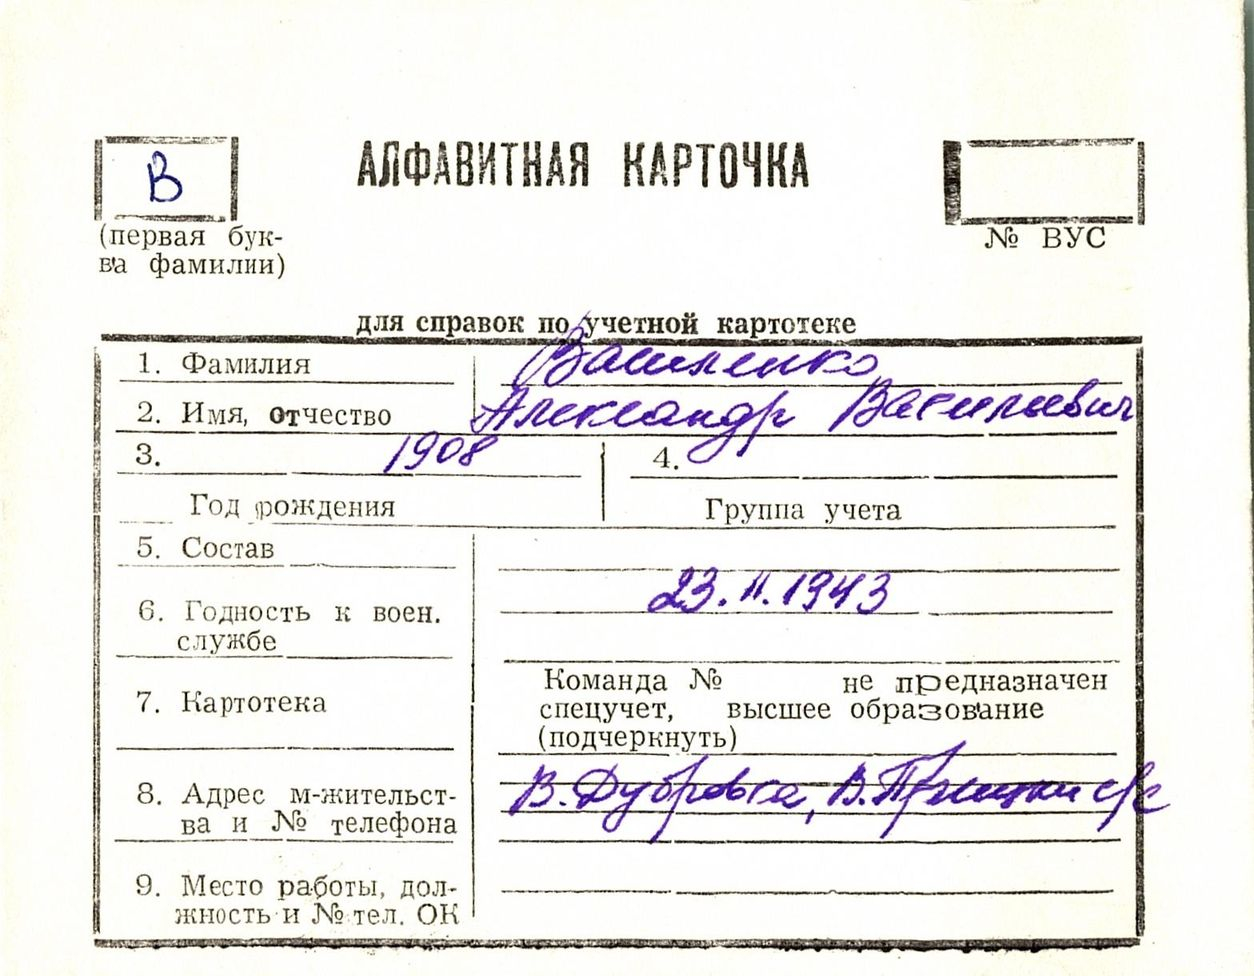 В
АЛФАВИТНАЯ КАРТОЧКА
(первая бук-
ва фамилии)
№ ВУС
для справок по учетной картотеке
1. Фамилия Василенко
2. Имя, отчество Александр Васильевич
3. 1908 4.
Год рождения Группа учета
5. Состав
23.II.1943
6. Годность к воен.
службе
7. Картотека
Команда № не предназначен
спецучет, высшее образование
(подчеркнуть)
8. Адрес м-жительст-
ва и № телефона
В. Дубровка, В. с/с
9. Место работы, дол-
жность и № тел. ОК